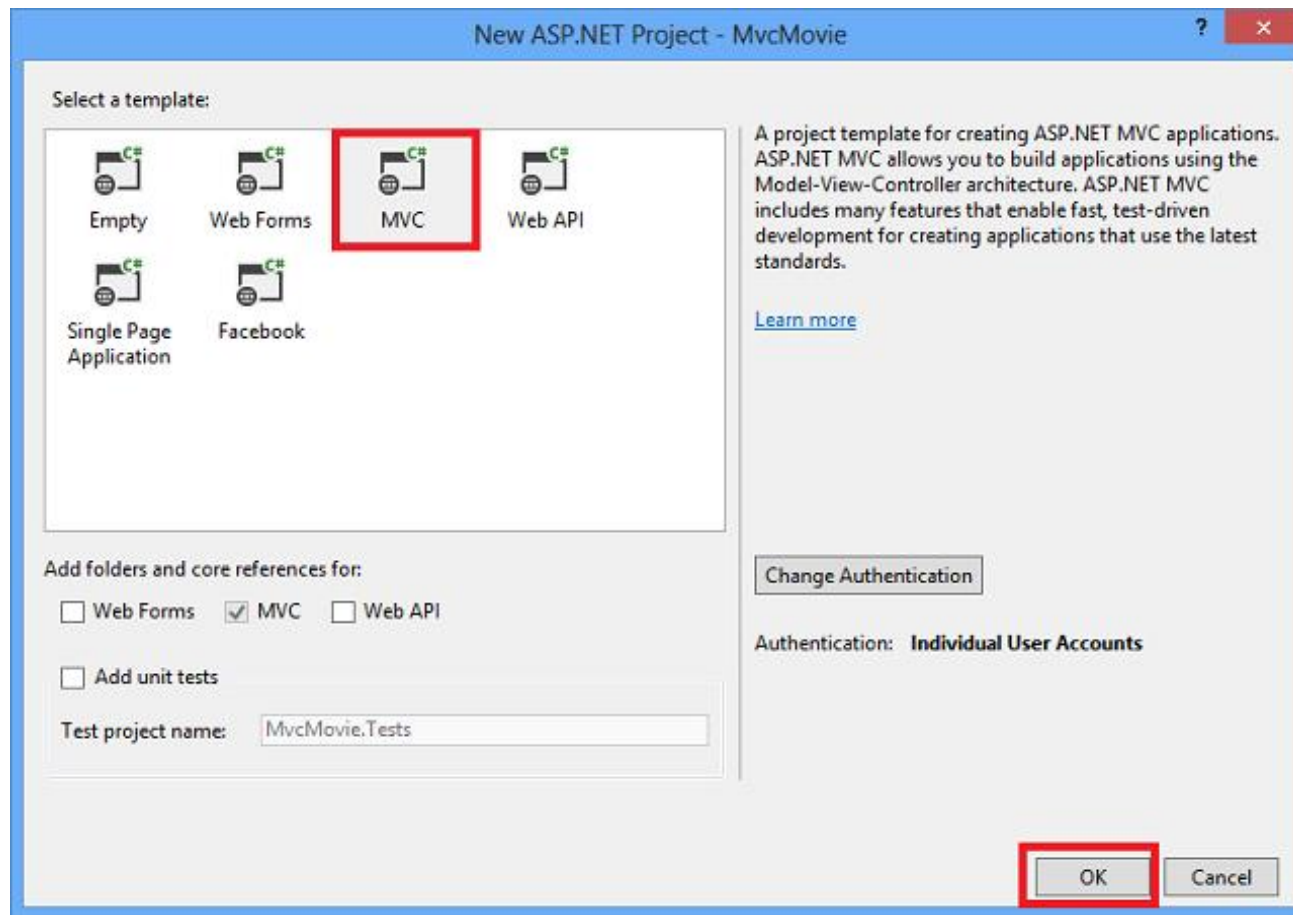 New ASP.NET Project - MvcMovie
?
Select a template:
C# C# C# C#
Empty Web Forms MVC Web API
C# C#
Single Page Facebook
Application
A project template for creating ASP.NET MVC applications.
ASP.NET MVC allows you to build applications using the
Model-View-Controller architecture. ASP.NET MVC
includes many features that enable fast, test-driven
development for creating applications that use the latest
standards.
Learn more
Add folders and core references for:
Web Forms MVC Web API
Add unit tests
Test project name: MvcMovie.Tests
Change Authentication
Authentication: Individual User Accounts
OK Cancel